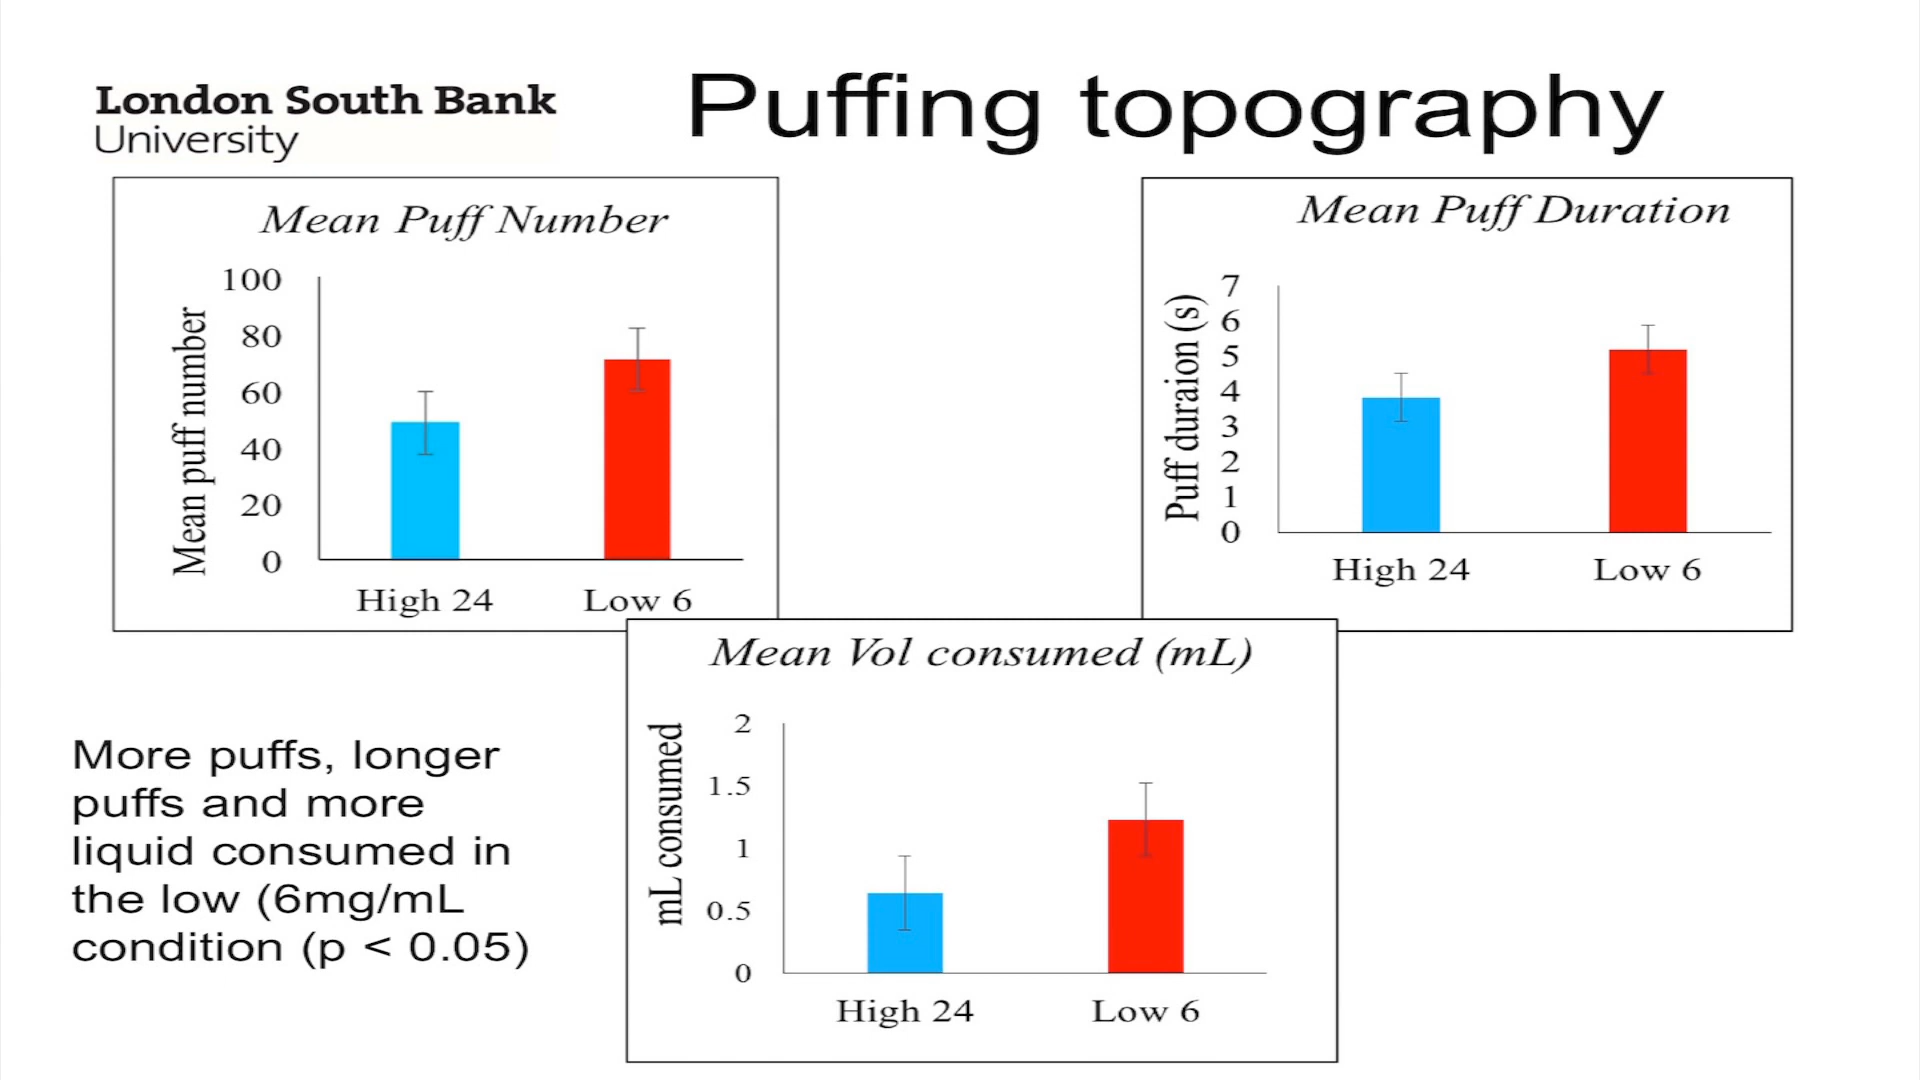 London South Bank
University
Puffing topography
Mean Puff Number
Mean puff number
100
80
60
40
20
0
High 24
Low 6
Mean Puff Duration
Puff duraion (s)
7
6
5
4
3
2
1
0
High 24
Low 6
Mean Vol consumed (mL)
mL consumed
2
1.5
1
0.5
0
High 24
Low 6
More puffs, longer
puffs and more
liquid consumed in
the low (6mg/mL
condition (p < 0.05)